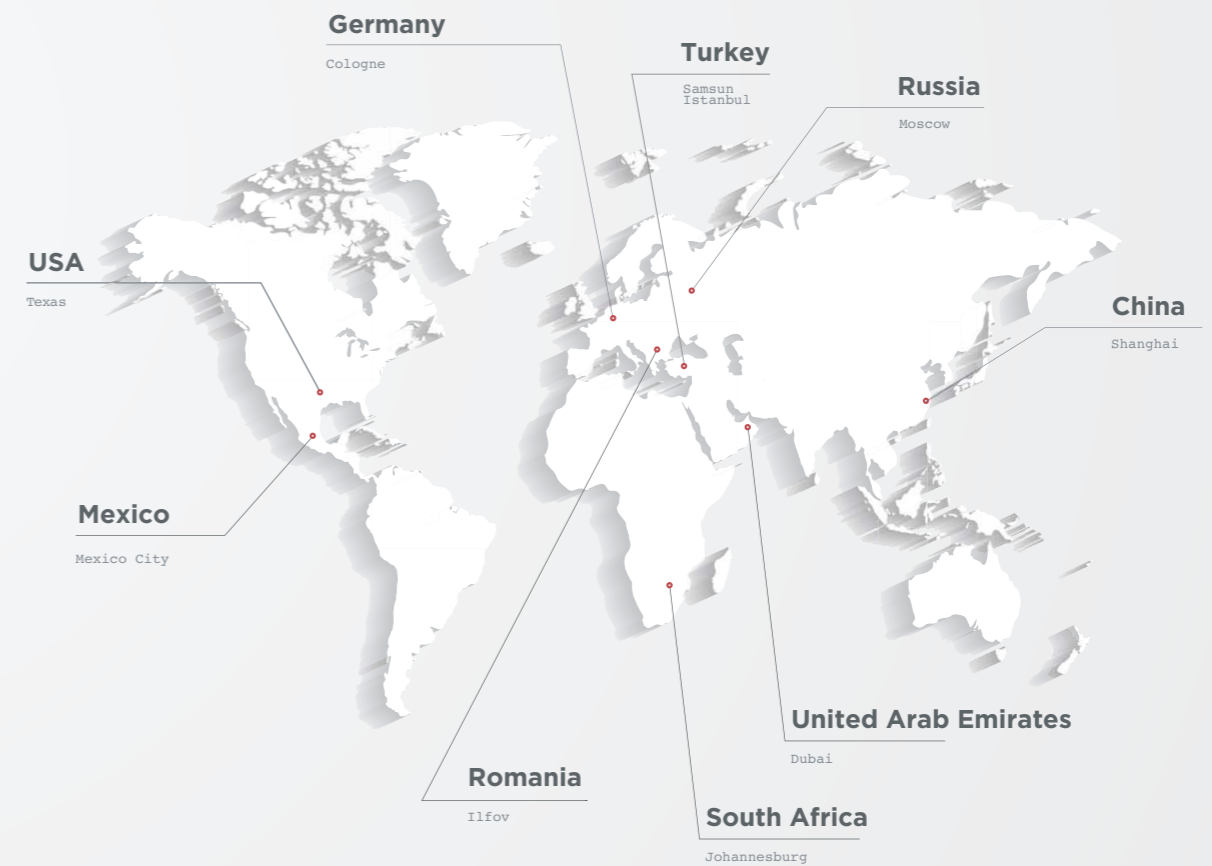 Germany
Cologne
Turkey
Samsun
Istanbul
Russia
Moscow
USA
Texas
China
Shanghai
Mexico
Mexico City
United Arab Emirates
Dubai
Romania
Ilfov
South Africa
Johannesburg